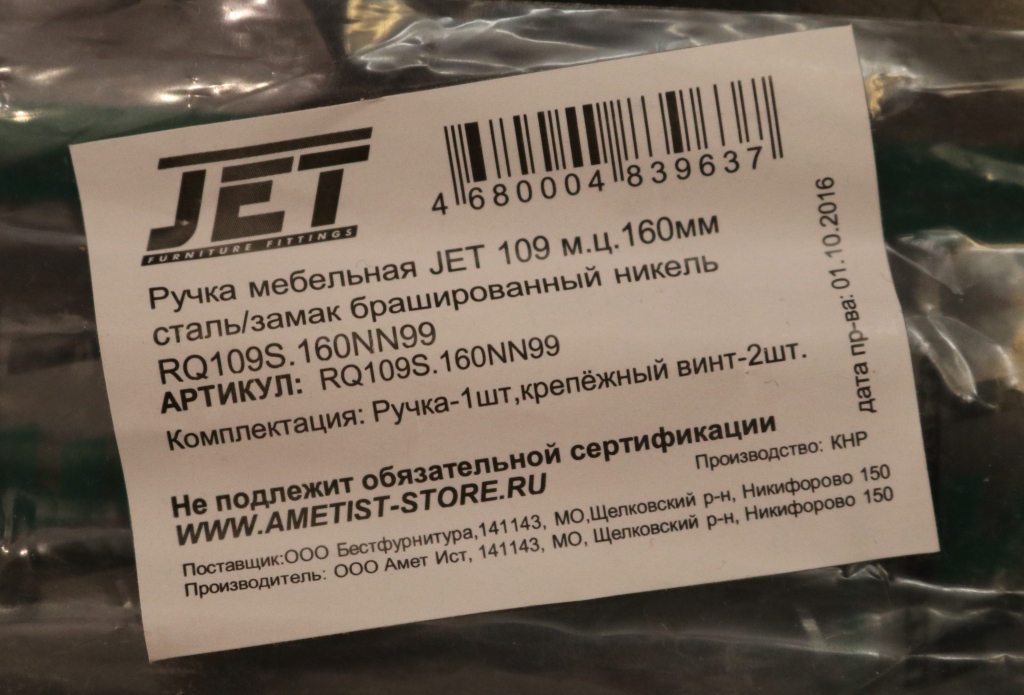 JET
FURNITURE FITTINGS
4 680004 839637
Ручка мебельная JET 109 м.ц.160мм
сталь/замак брашированный никель
RQ109S.160NN99
АРТИКУЛ: RQ109S.160NN99
Комплектация: Ручка-1шт,крепёжный винт-2шт.
дата пр-ва: 01.10.2016
Не подлежит обязательной сертификации
WWW.AMETIST-STORE.RU
Производство: КНР
Поставщик:ООО Бестфурнитура,141143, МО,Щелковский р-н, Никифорово 150
Производитель: ООО Амет Ист, 141143, МО, Щелковский р-н, Никифорово 150